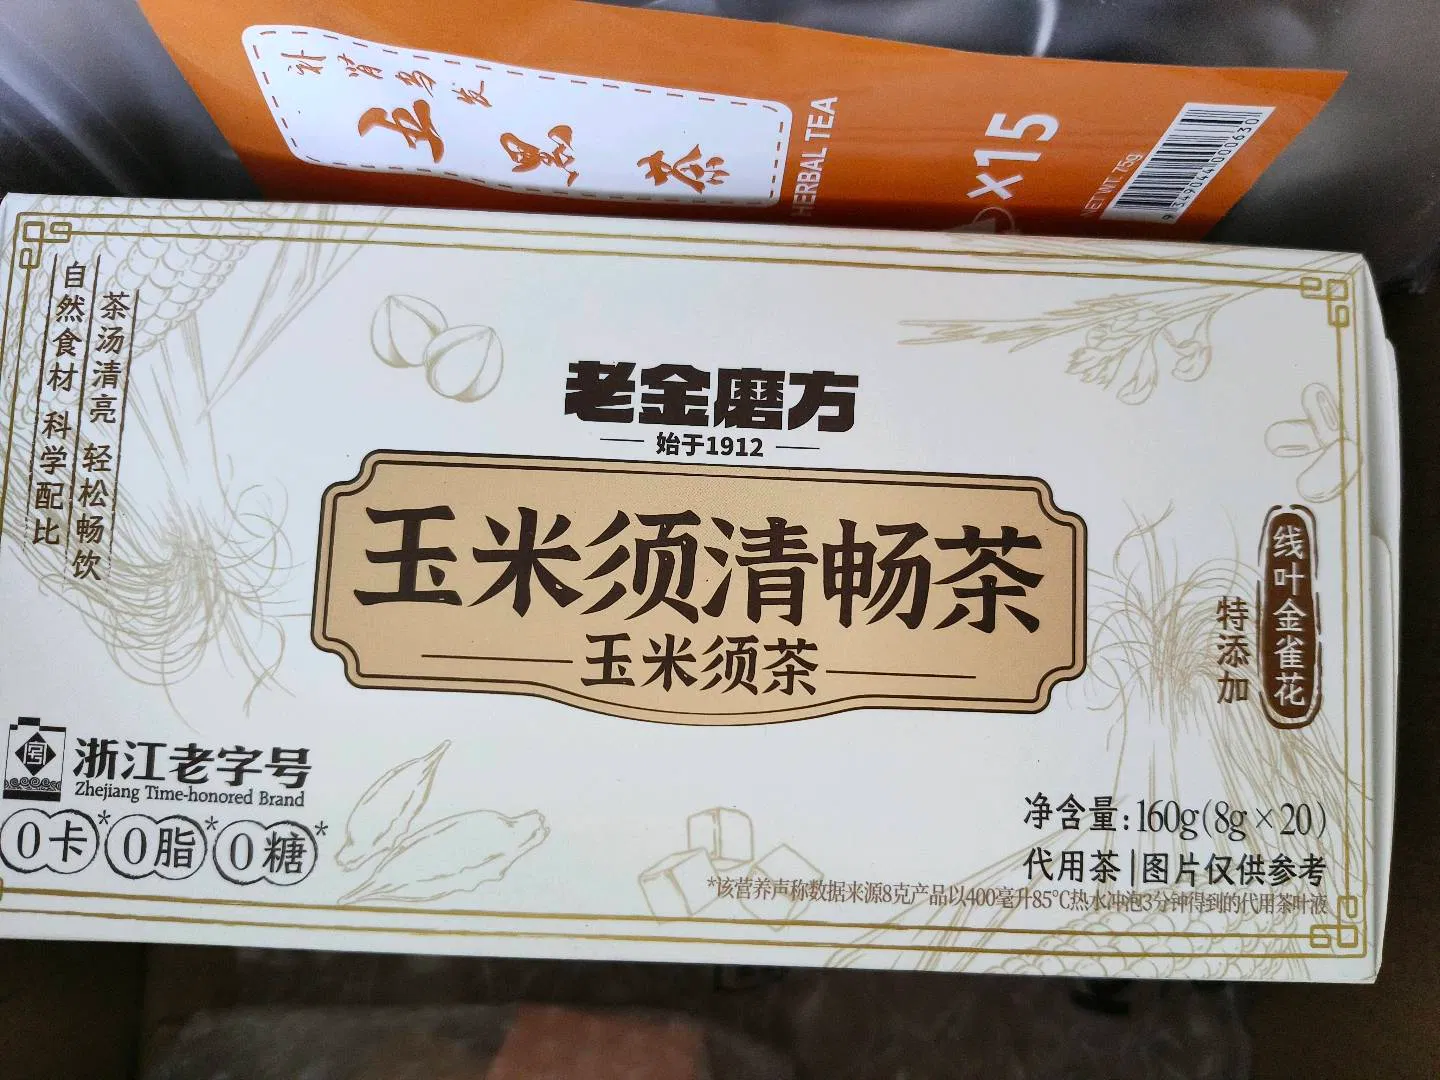 补肾乌发
五黑茶
HERBAL TEA
×15
NET WT. 75g
自然食材 科学配比
茶汤清亮 轻松畅饮
老金磨方
始于1912
玉米须清畅茶
玉米须茶
特添加
线叶金雀花
浙江老字号
Zhejiang Time-honored Brand
0卡* 0脂* 0糖*
净含量:160g(8g×20)
代用茶|图片仅供参考
*该营养声称数据来源8克产品以400毫升85℃热水冲泡3分钟得到的代用茶叶液